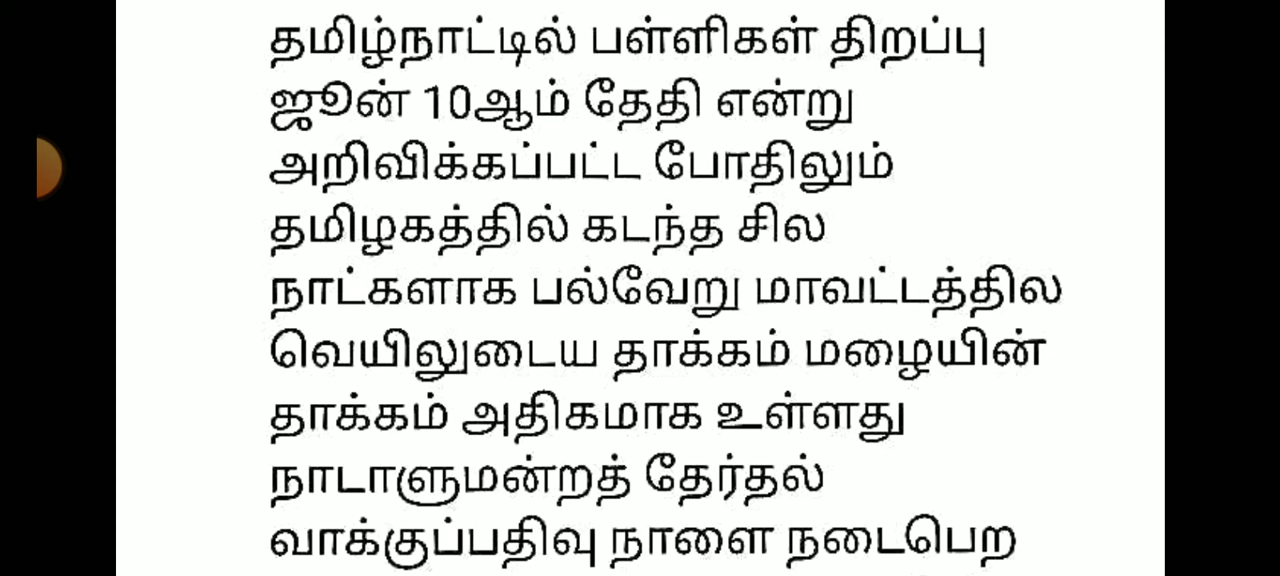 தமிழ்நாட்டில் பள்ளிகள் திறப்பு
ஜூன் 10ஆம் தேதி என்று
அறிவிக்கப்பட்ட போதிலும்
தமிழகத்தில் கடந்த சில
நாட்களாக பல்வேறு மாவட்டத்தில
வெயிலுடைய தாக்கம் மழையின்
தாக்கம் அதிகமாக உள்ளது
நாடாளுமன்றத் தேர்தல்
வாக்குப்பதிவு நாளை நடைபெற